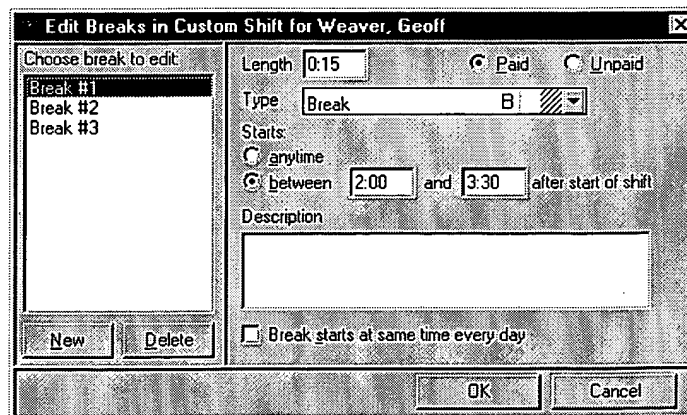 Edit Breaks in Custom Shift for Weaver, Geoff
Choose break to edit:
Break #1
Break #2
Break #3
New
Delete
Length 0:15 Paid Unpaid
Type Break B
Starts:
anytime
between 2:00 and 3:30 after start of shift
Description
Break starts at same time every day
OK Cancel